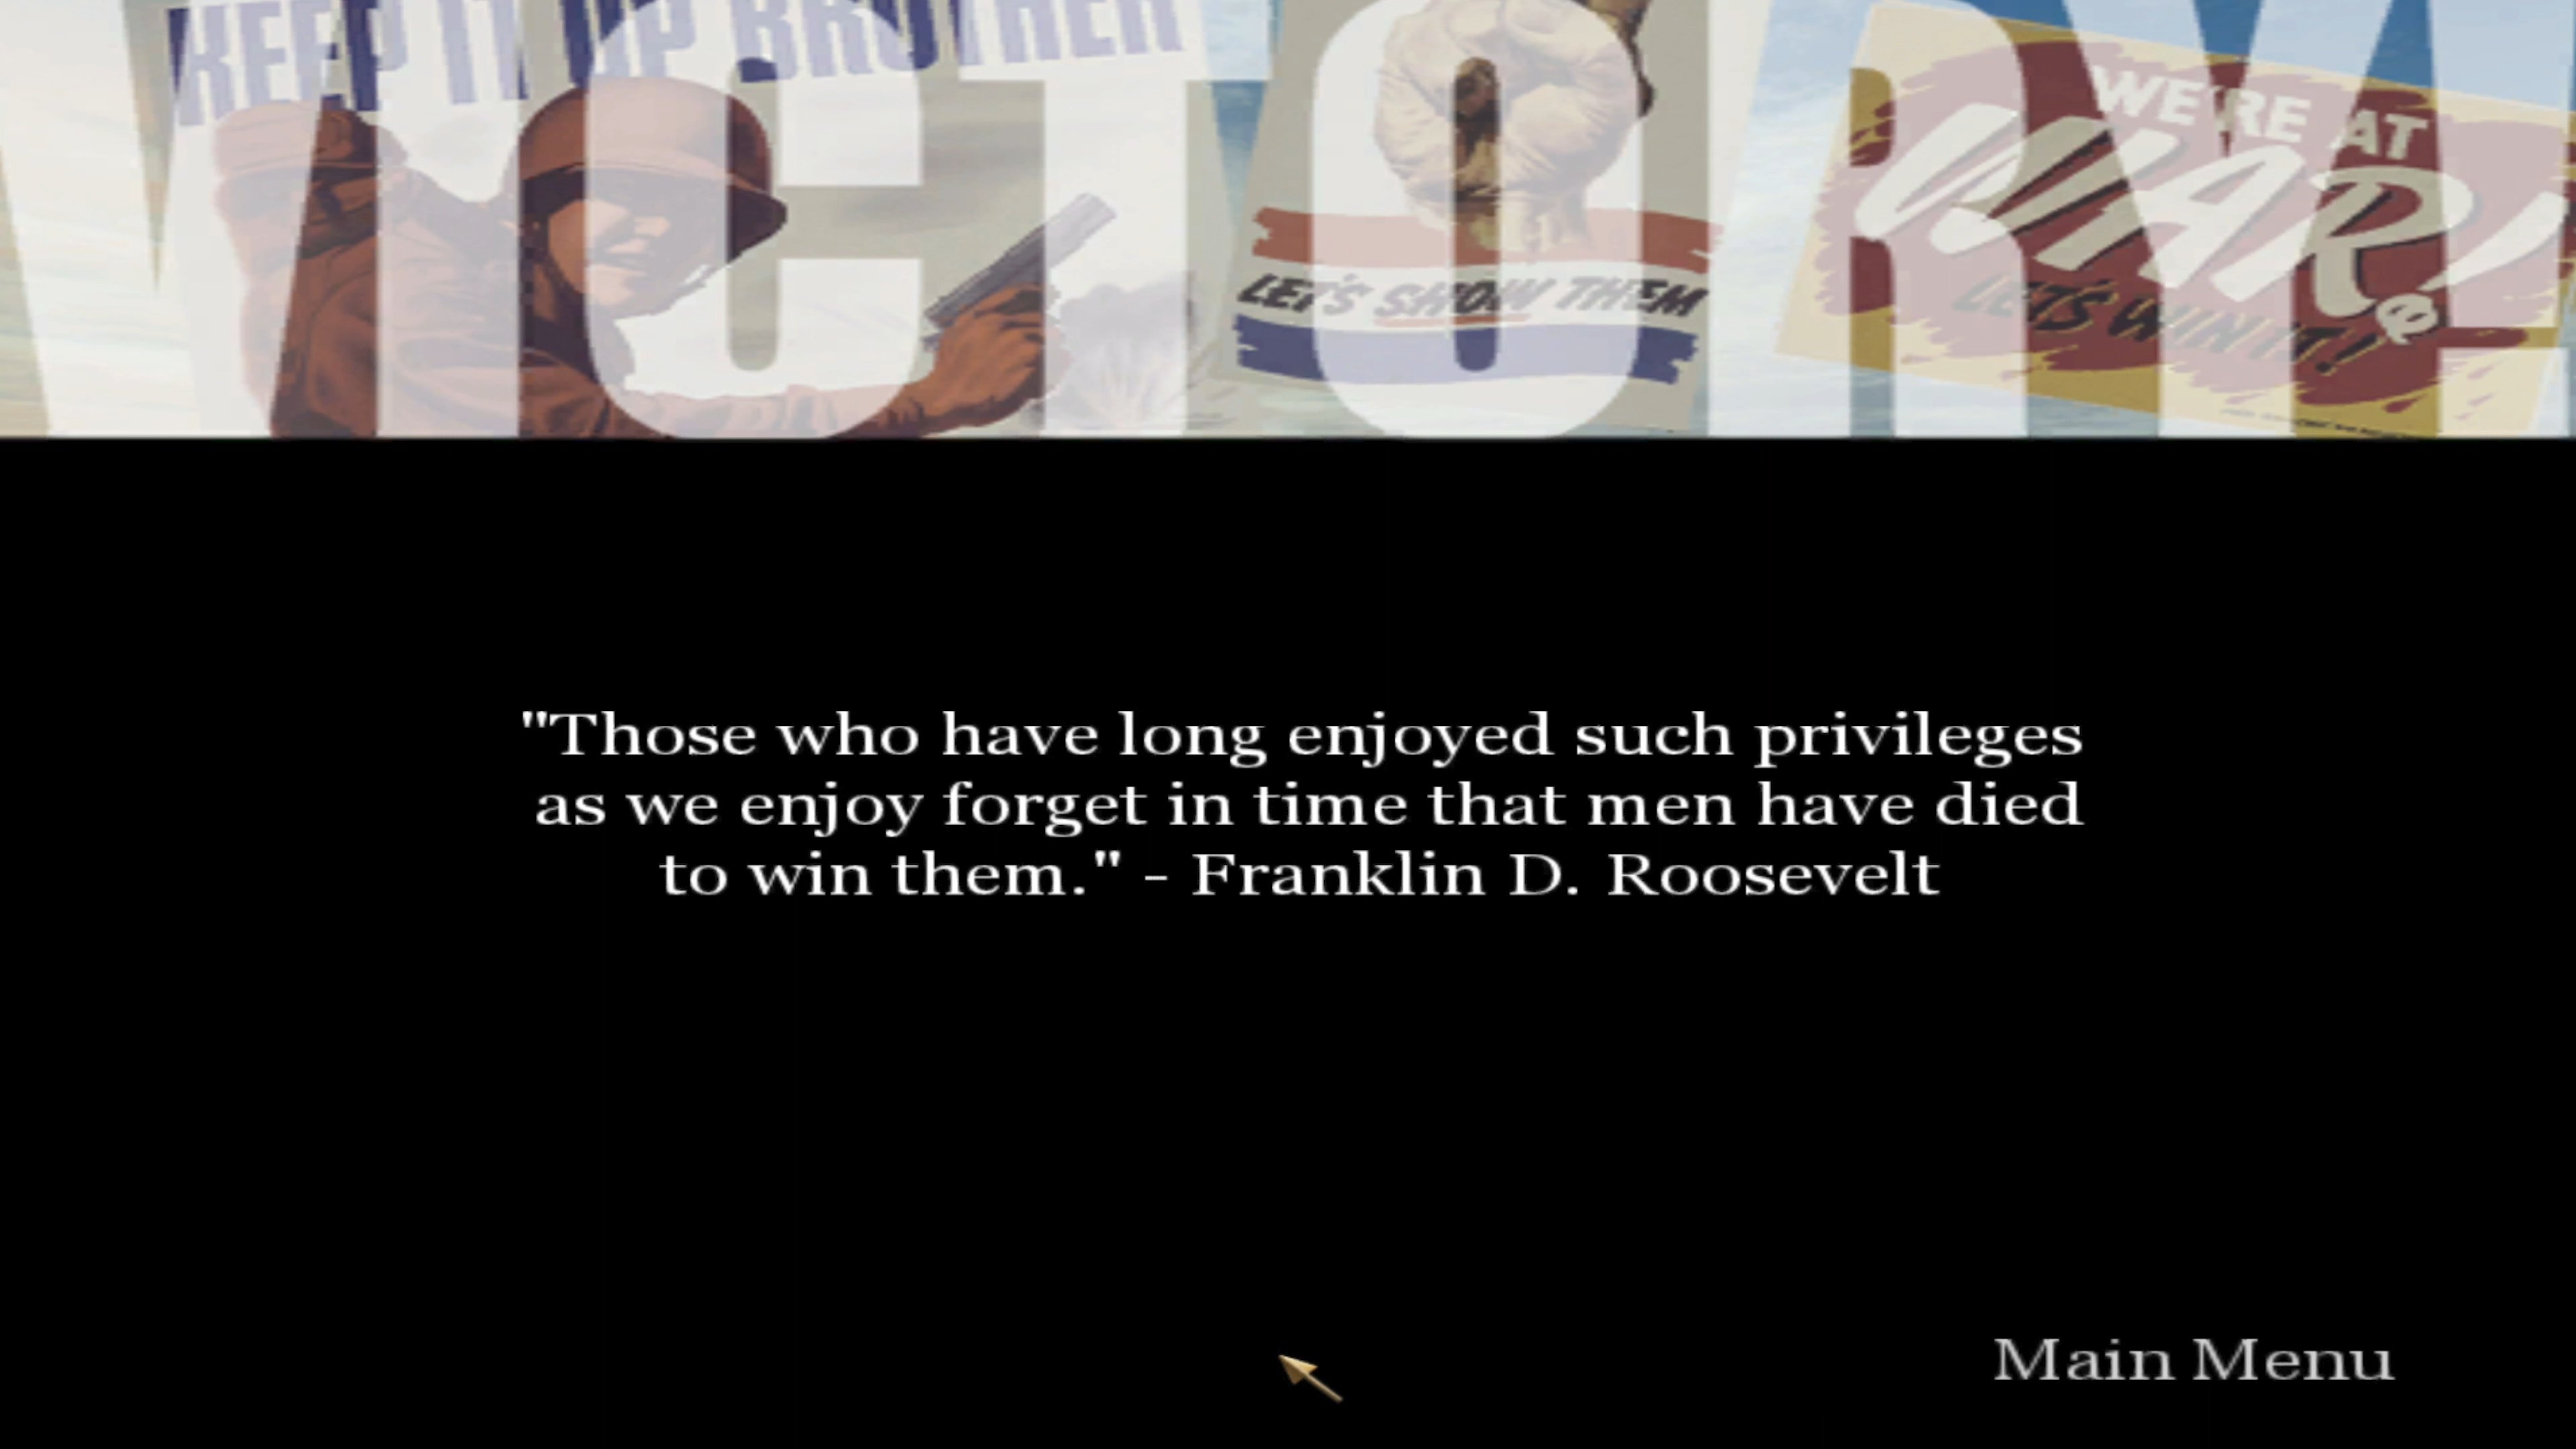 KEEP IT UP BROTHER
VICTORY
WE'RE AT
WAR
LET'S SHOW THEM
LET'S WIN IT!
"Those who have long enjoyed such privileges
as we enjoy forget in time that men have died
to win them." - Franklin D. Roosevelt
Main Menu